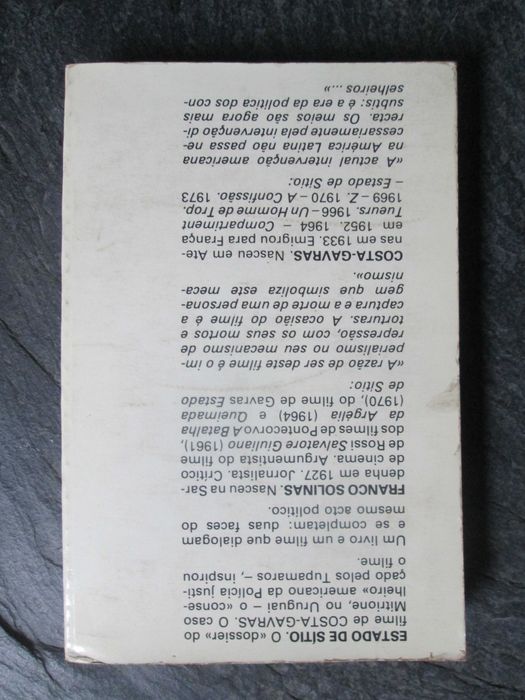 ESTADO DE SÍTIO. O «dossier» do
filme de COSTA-GAVRAS. O caso
Mitrione, no Uruguai – o «conse-
lheiro» americano da Polícia justi-
çado pelos Tupamaros –, inspirou
o filme.
Um livro e um filme que dialogam
e se completam: duas faces do
mesmo acto político.
FRANCO SOLINAS. Nasceu na Sar-
denha em 1927. Jornalista. Crítico
de cinema. Argumentista do filme
de Rossi Salvatore Giuliano (1961),
dos filmes de Pontecorvo A Batalha
da Argélia (1964) e Queimada
(1970), do filme de Gavras Estado
de Sítio:
«A razão de ser deste filme é o im-
perialismo no seu mecanismo de
repressão, com os seus mortos e
torturas. A ocasião do filme é a
captura e a morte de uma persona-
gem que simboliza este meca-
nismo».
COSTA-GAVRAS. Nasceu em Ate-
nas em 1933. Emigrou para França
em 1952. 1964 – Compartiment
Tueurs. 1966 – Un Homme de Trop.
1969 – Z. 1970 – A Confissão. 1973
– Estado de Sítio:
«A actual intervenção americana
na América Latina não passa ne-
cessariamente pela intervenção di-
recta. Os meios são agora mais
subtis: é a era da política dos con-
selheiros ...»